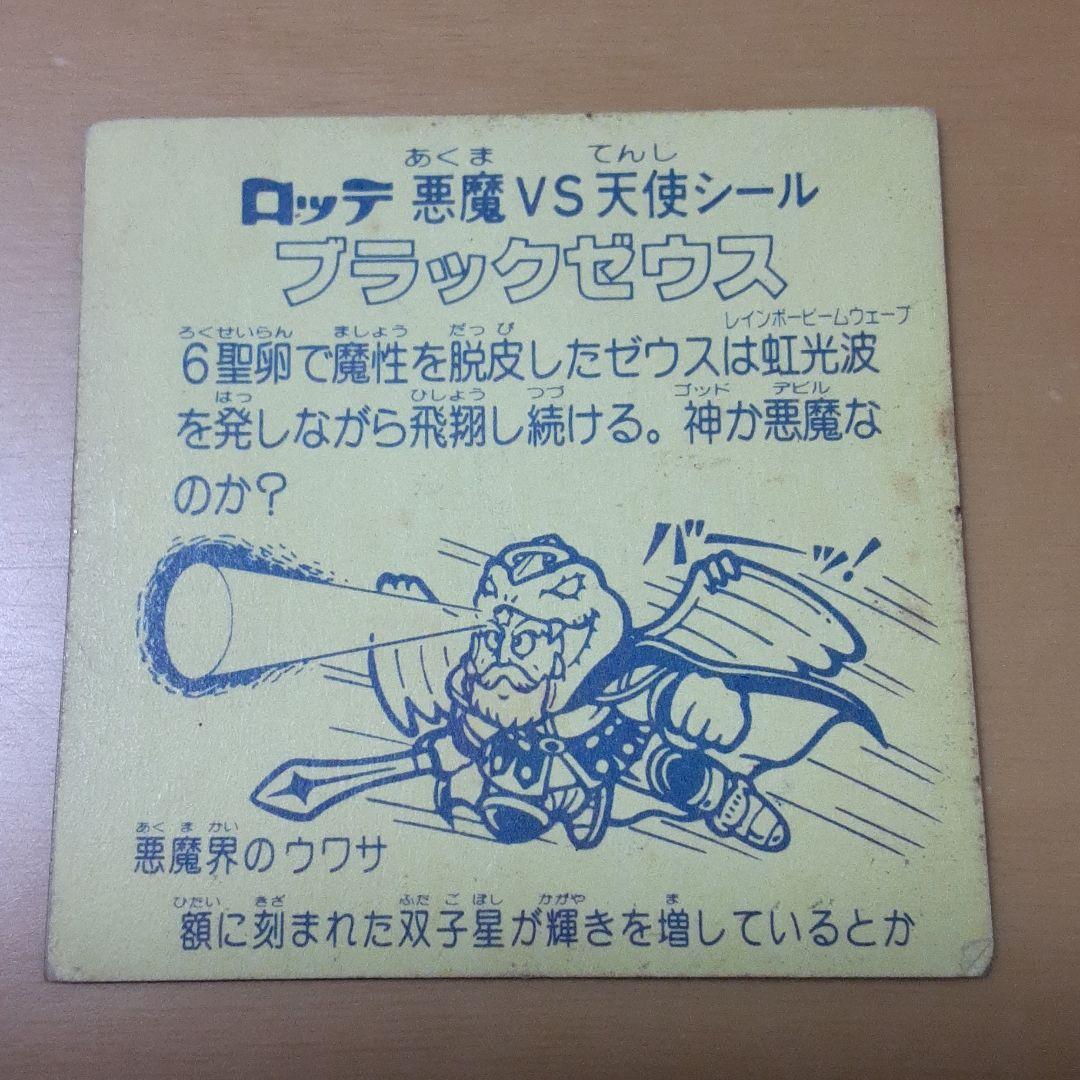 あくま てんし
ロッテ 悪魔VS天使シール
ブラックゼウス
ろくせいらん ましょう だっぴ レインボービームウェーブ
6聖卵で魔性を脱皮したゼウスは虹光波
はっ ひしょう つづ ゴッド デビル
を発しながら飛翔し続ける。神か悪魔な
のか?
バッ!
あくまかい
悪魔界のウワサ
ひたい きざ ふたごぼし かがや ま
額に刻まれた双子星が輝きを増しているとか